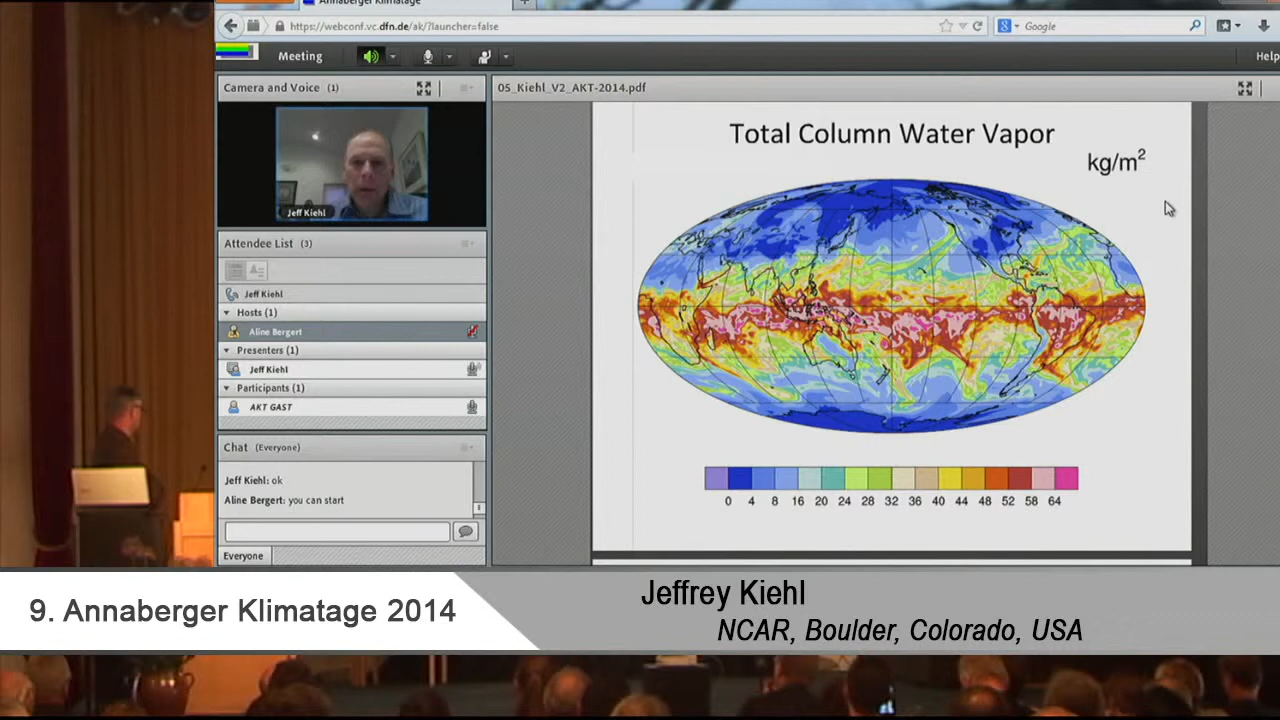 Annaberger Klimatage
https://webconf.vc.dfn.de/ak/?launcher=false
Google
Meeting
Help
Camera and Voice (1)
05_Kiehl_V2_AKT-2014.pdf
Jeff Kiehl
Total Column Water Vapor
kg/m²
Attendee List (3)
Jeff Kiehl
Hosts (1)
Aline Bergert
Presenters (1)
Jeff Kiehl
Participants (1)
AKT GAST
Chat (Everyone)
Jeff Kiehl: ok
Aline Bergert: you can start
Everyone
0 4 8 16 20 24 28 32 36 40 44 48 52 58 64
9. Annaberger Klimatage 2014
Jeffrey Kiehl
NCAR, Boulder, Colorado, USA